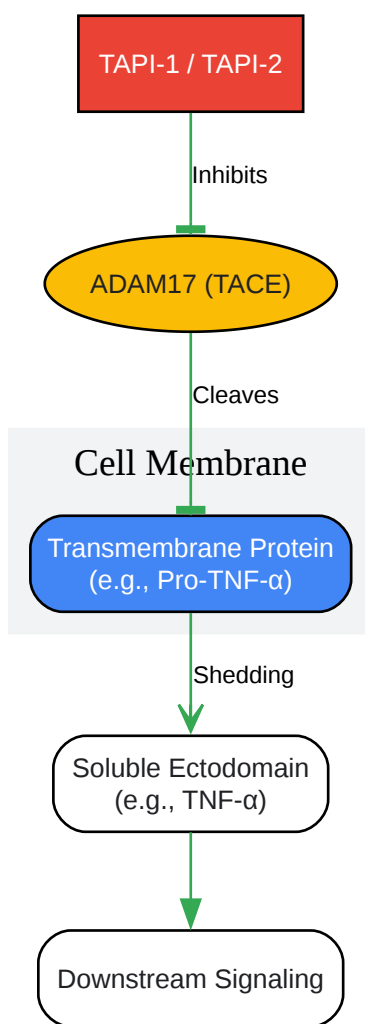 TAPI-1 / TAPI-2
Inhibits
ADAM17 (TACE)
Cleaves
Cell Membrane
Transmembrane Protein
(e.g., Pro-TNF-α)
Shedding
Soluble Ectodomain
(e.g., TNF-α)
Downstream Signaling